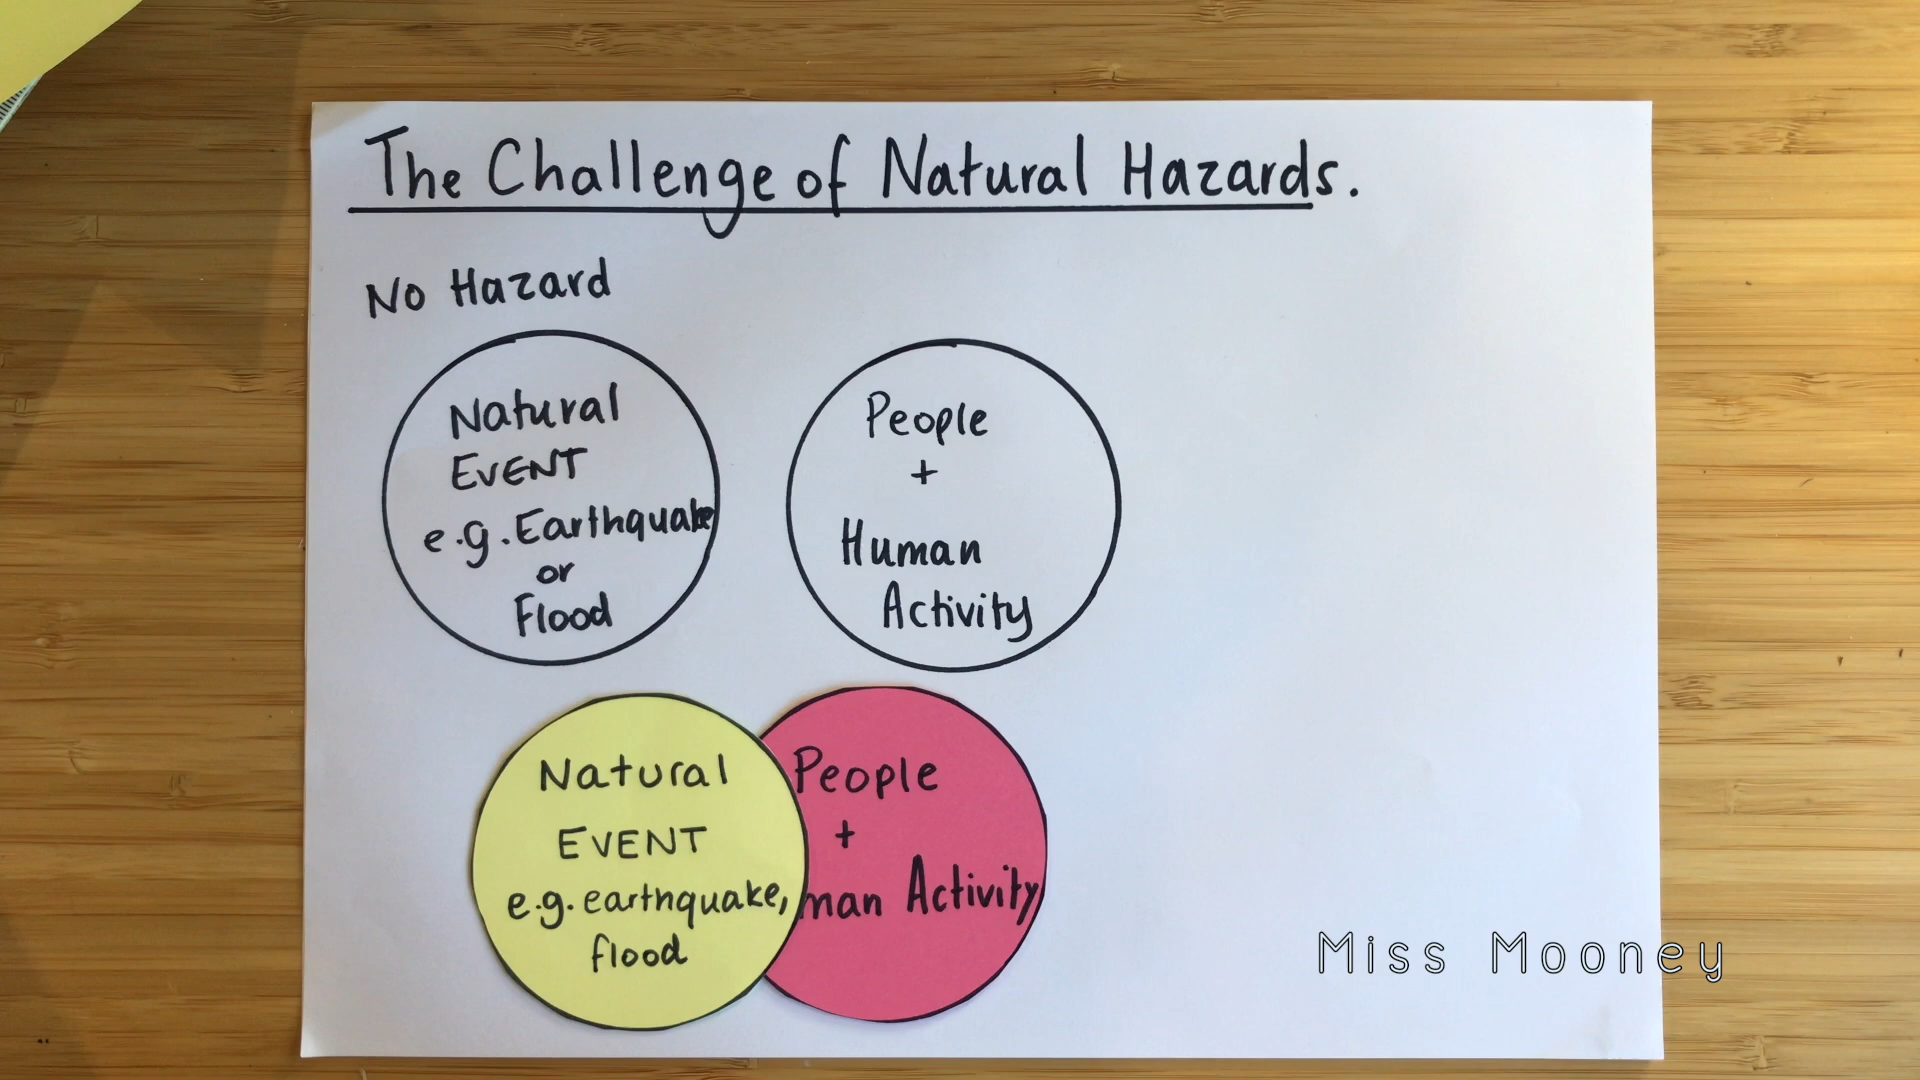 The Challenge of Natural Hazards.
No Hazard
Natural
EVENT
e.g. Earthquake
or
Flood
People
+
Human
Activity
Natural
EVENT
e.g. earthquake,
flood
People
+
man Activity
Miss Mooney